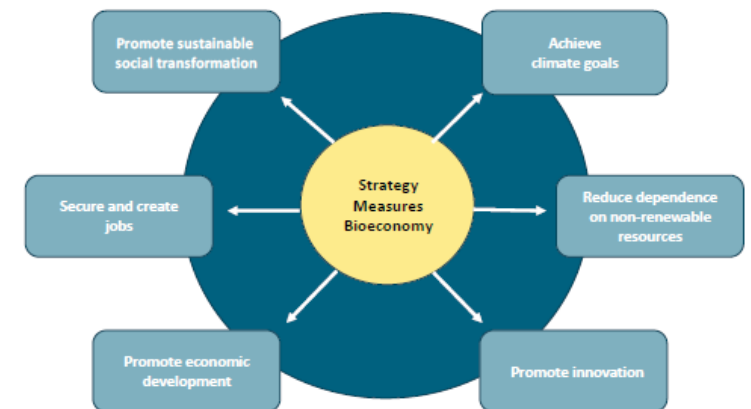 Promote sustainable
social transformation
Achieve
climate goals
Strategy
Measures
Bioeconomy
Secure and create
jobs
Reduce dependence
on non-renewable
resources
Promote economic
development
Promote innovation